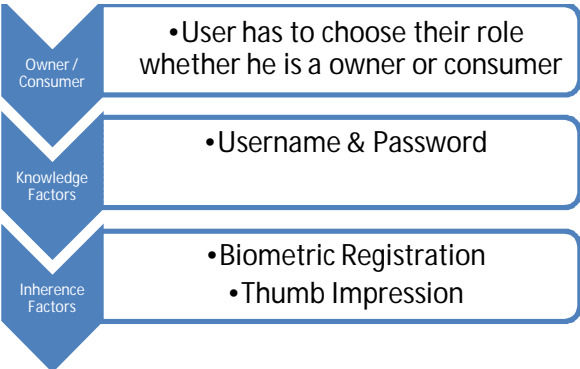 Owner /
Consumer
•User has to choose their role
whether he is a owner or consumer
Knowledge
Factors
•Username & Password
Inherence
Factors
•Biometric Registration
•Thumb Impression